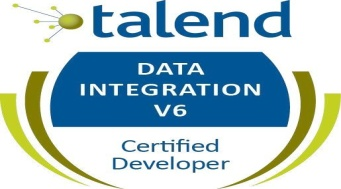 talend
DATA
INTEGRATION
V6
Certified
Developer